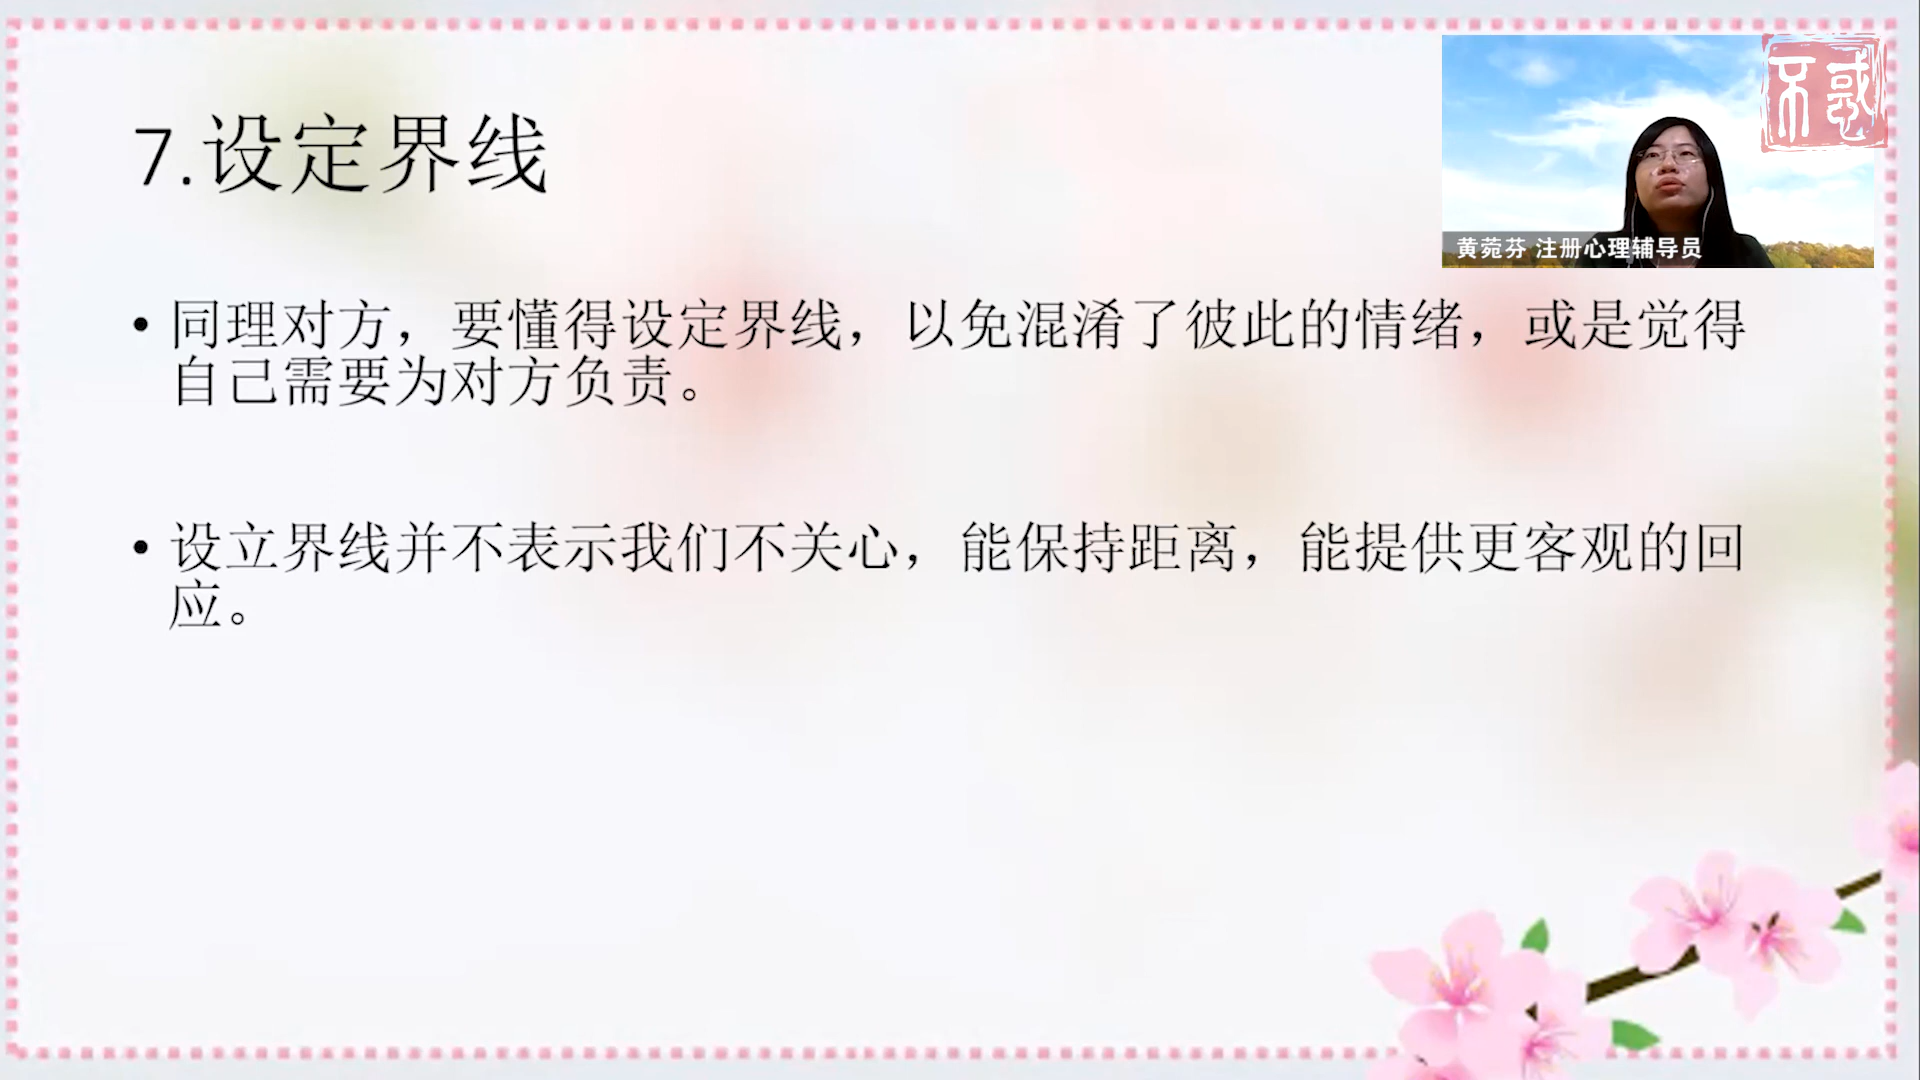 7.设定界线
不惑
黄菀芬 注册心理辅导员
• 同理对方，要懂得设定界线，以免混淆了彼此的情绪，或是觉得
自己需要为对方负责。
• 设立界线并不表示我们不关心，能保持距离，能提供更客观的回
应。